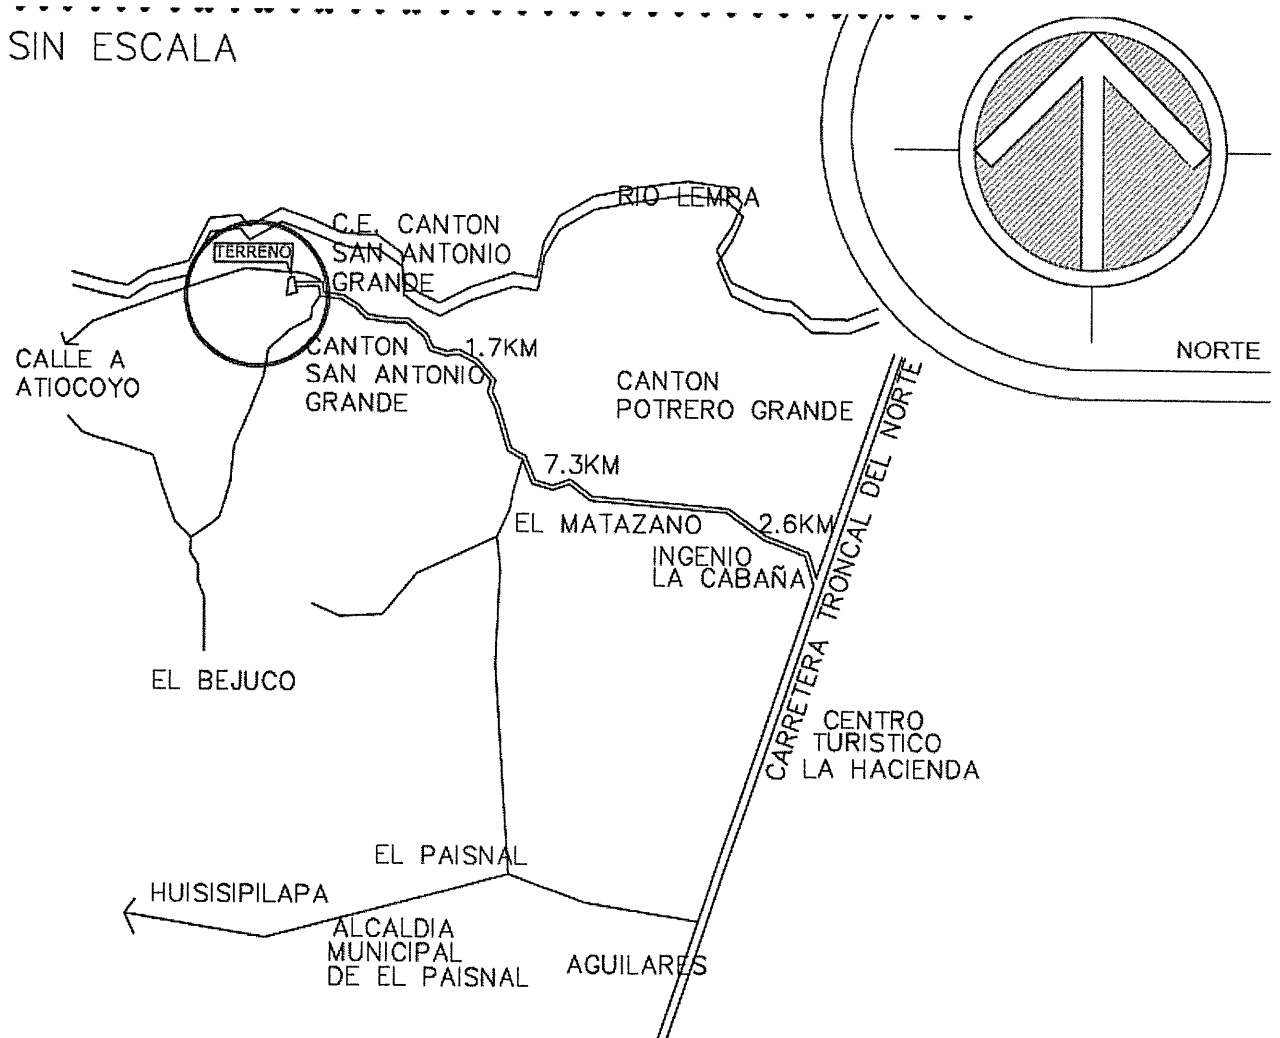 SIN ESCALA
NORTE
RIO LEMPA
C.E. CANTON
SAN ANTONIO
GRANDE
TERRENO
CALLE A
ATIOCOYO
CANTON
SAN ANTONIO
GRANDE
1.7KM
CANTON
POTRERO GRANDE
7.3KM
EL MATAZANO
2.6KM
INGENIO
LA CABAÑA
CARRETERA TRONCAL DEL NORTE
EL BEJUCO
CENTRO
TURISTICO
LA HACIENDA
EL PAISNAL
HUISISIPILAPA
ALCALDIA
MUNICIPAL
DE EL PAISNAL
AGUILARES